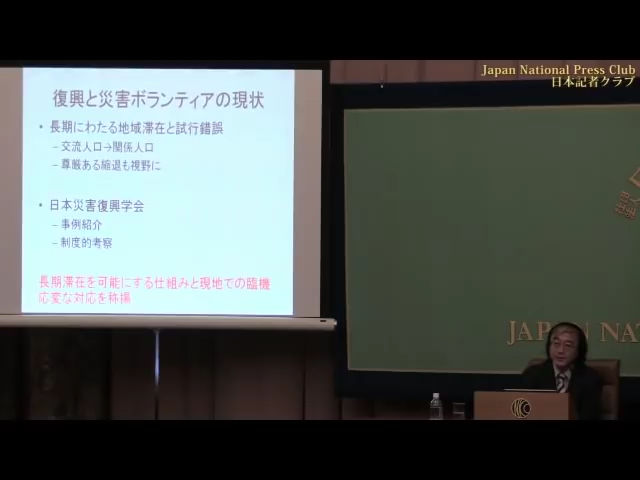 Japan National Press Club
日本記者クラブ
復興と災害ボランティアの現状
• 長期にわたる地域滞在と試行錯誤
– 交流人口→関係人口
– 尊厳ある縮退も視野に
• 日本災害復興学会
– 事例紹介
– 制度的考察
長期滞在を可能にする仕組みと現地での臨機
応変な対応を称揚
JAPAN NATI